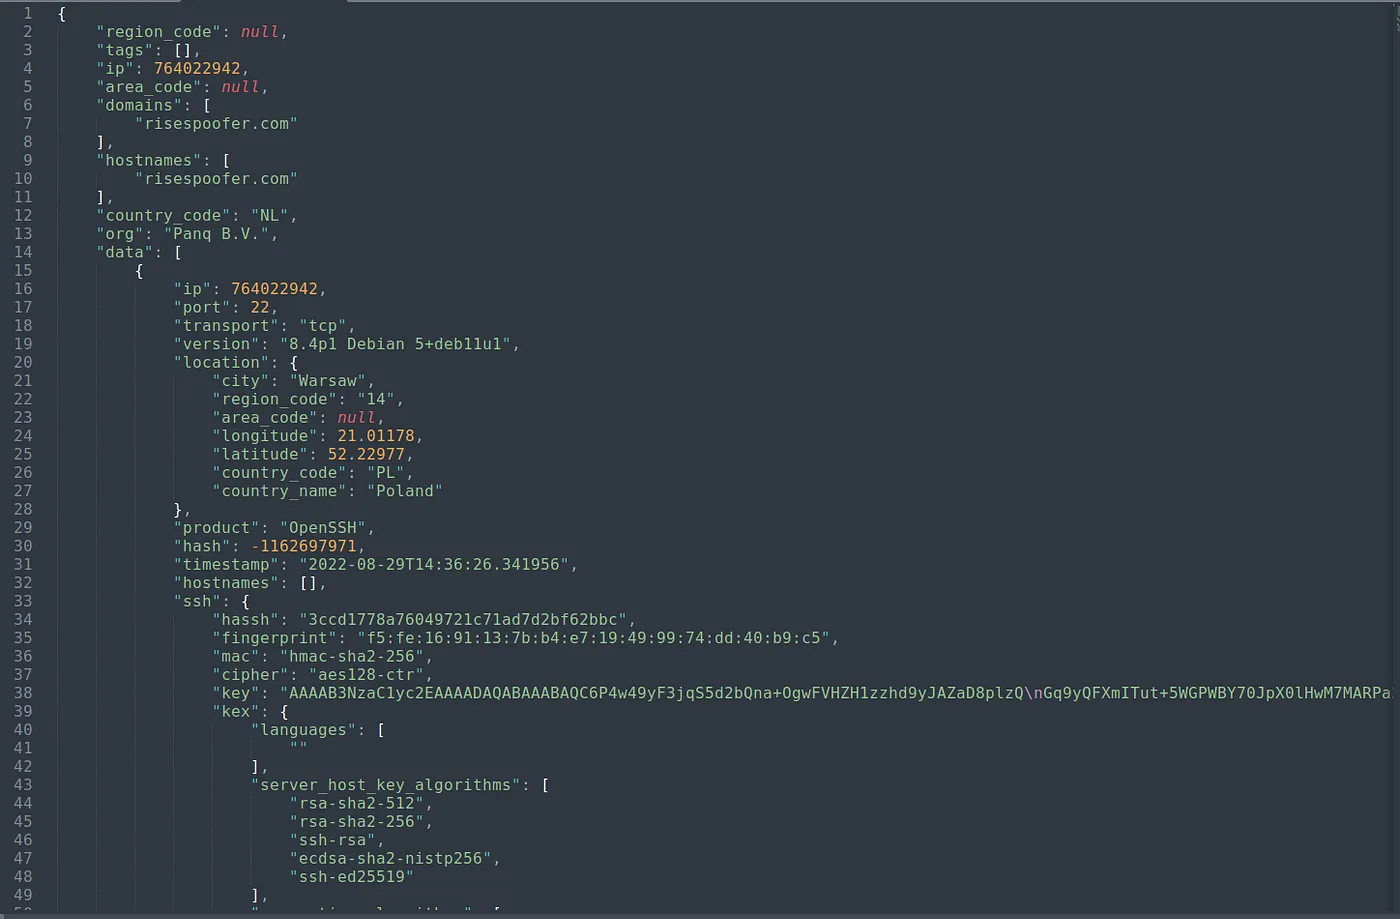 1 {
2 "region_code": null,
3 "tags": [],
4 "ip": 764022942,
5 "area_code": null,
6 "domains": [
7 "risespoofer.com"
8 ],
9 "hostnames": [
10 "risespoofer.com"
11 ],
12 "country_code": "NL",
13 "org": "Panq B.V.",
14 "data": [
15 {
16 "ip": 764022942,
17 "port": 22,
18 "transport": "tcp",
19 "version": "8.4p1 Debian 5+deb11u1",
20 "location": {
21 "city": "Warsaw",
22 "region_code": "14",
23 "area_code": null,
24 "longitude": 21.01178,
25 "latitude": 52.22977,
26 "country_code": "PL",
27 "country_name": "Poland"
28 },
29 "product": "OpenSSH",
30 "hash": -1162697971,
31 "timestamp": "2022-08-29T14:36:26.341956",
32 "hostnames": [],
33 "ssh": {
34 "hassh": "3ccd1778a76049721c71ad7d2bf62bbc",
35 "fingerprint": "f5:fe:16:91:13:7b:b4:e7:19:49:99:74:dd:40:b9:c5",
36 "mac": "hmac-sha2-256",
37 "cipher": "aes128-ctr",
38 "key": "AAAAB3NzaC1yc2EAAAADAQABAAABAQC6P4w49yF3jqS5d2bQna+OgwFVHZH1zzhd9yJAZaD8plzQ\nGq9yQFXmITut+5WGPWBY70JpX0lHwM7MARPa
39 "kex": {
40 "languages": [
41 ""
42 ],
43 "server_host_key_algorithms": [
44 "rsa-sha2-512",
45 "rsa-sha2-256",
46 "ssh-rsa",
47 "ecdsa-sha2-nistp256",
48 "ssh-ed25519"
49 ],